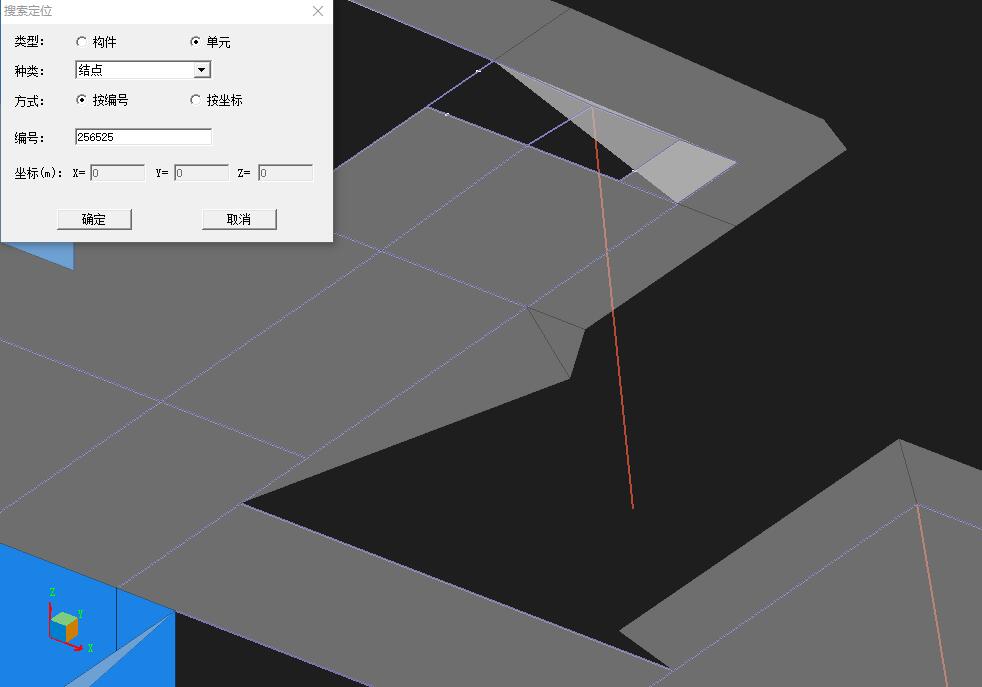 搜索定位
类型： 构件 单元
种类： 结点
方式： 按编号 按坐标
编号： 256525
坐标(m)： X= 0 Y= 0 Z= 0
确定 取消
Z
Y
X